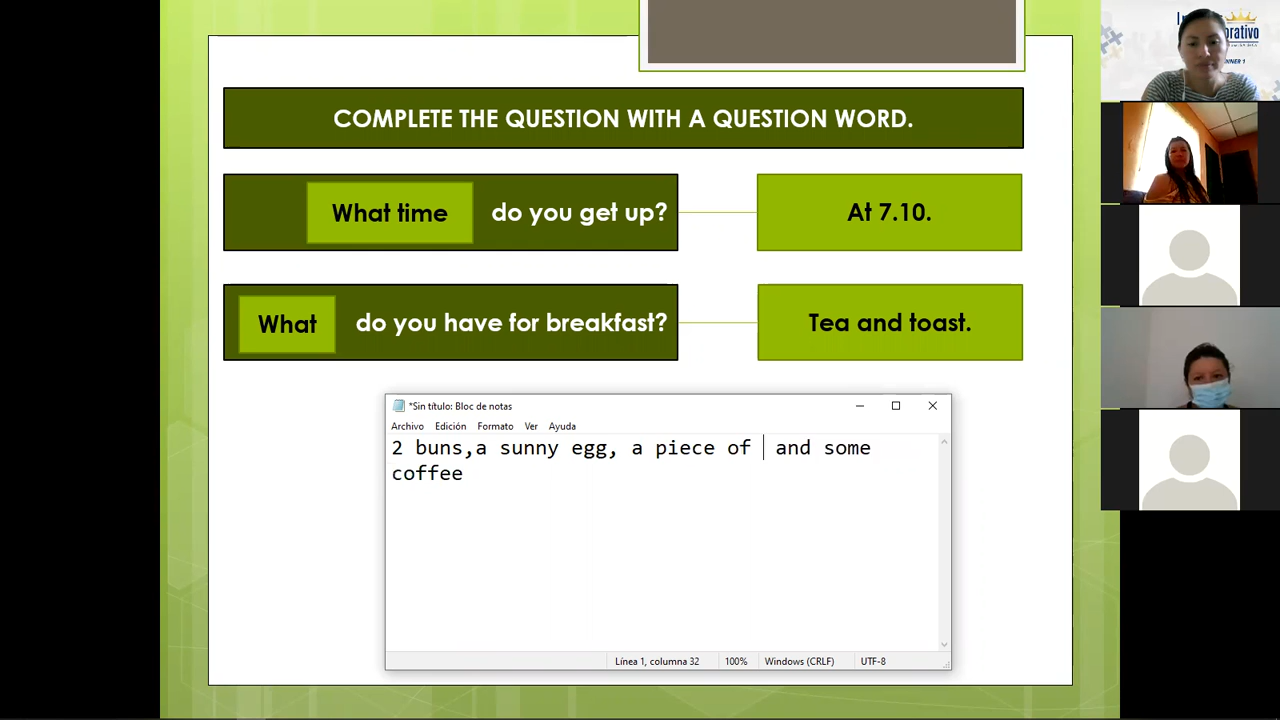 COMPLETE THE QUESTION WITH A QUESTION WORD.
What time do you get up?
At 7.10.
What do you have for breakfast?
Tea and toast.
*Sin título: Bloc de notas
Archivo Edición Formato Ver Ayuda
2 buns,a sunny egg, a piece of and some
coffee
Línea 1, columna 32 100% Windows (CRLF) UTF-8